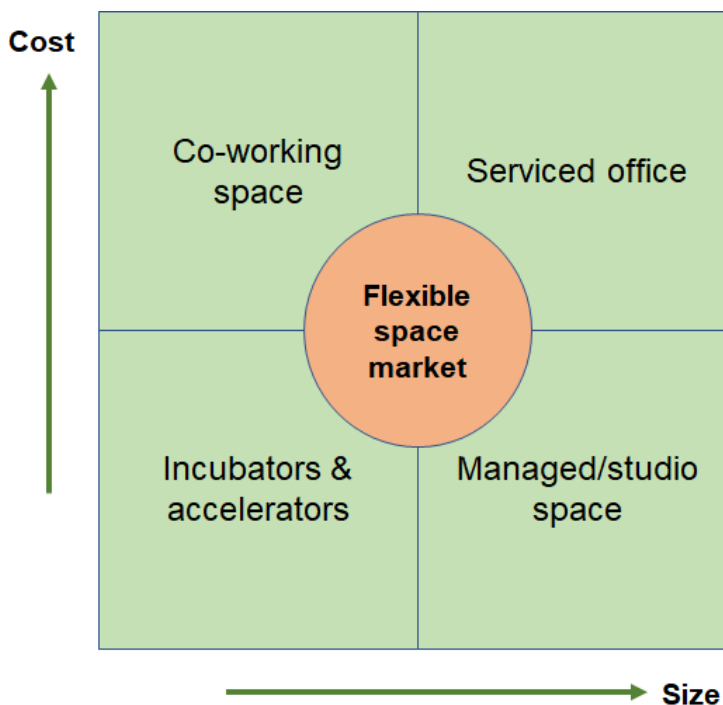 Cost
Co-working
space
Serviced office
Flexible
space
market
Incubators &
accelerators
Managed/studio
space
Size